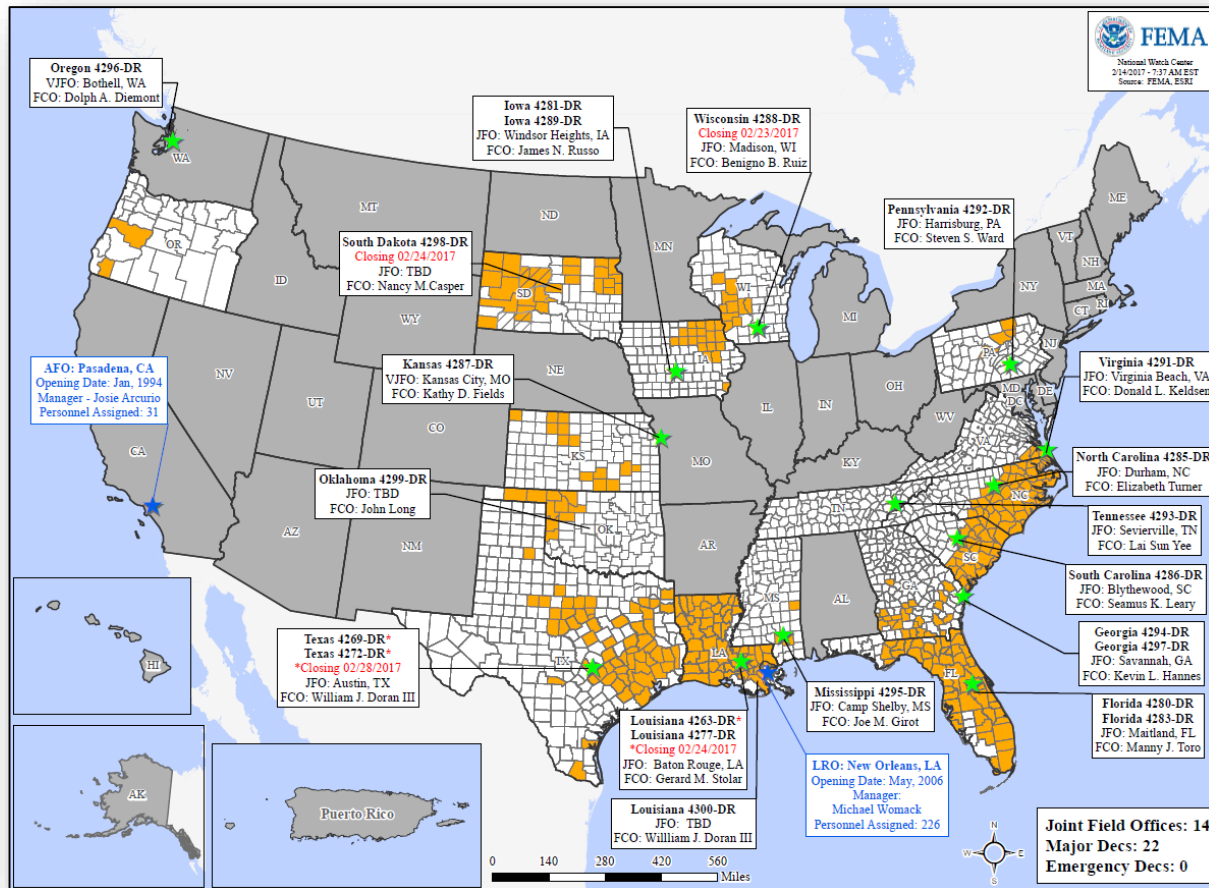 FEMA
National Watch Center
2/14/2017 - 7:37 AM EST
Source: FEMA, ESRI
Oregon 4296-DR
VJFO: Bothell, WA
FCO: Dolph A. Diemont
Iowa 4281-DR
Iowa 4289-DR
JFO: Windsor Heights, IA
FCO: James N. Russo
Wisconsin 4288-DR
Closing 02/23/2017
JFO: Madison, WI
FCO: Benigno B. Ruiz
Pennsylvania 4292-DR
JFO: Harrisburg, PA
FCO: Steven S. Ward
South Dakota 4298-DR
Closing 02/24/2017
JFO: TBD
FCO: Nancy M.Casper
AFO: Pasadena, CA
Opening Date: Jan, 1994
Manager - Josie Arcurio
Personnel Assigned: 31
Kansas 4287-DR
VJFO: Kansas City, MO
FCO: Kathy D. Fields
Virginia 4291-DR
JFO: Virginia Beach, VA
FCO: Donald L. Keldsen
Oklahoma 4299-DR
JFO: TBD
FCO: John Long
North Carolina 4285-DR
JFO: Durham, NC
FCO: Elizabeth Turner
Tennessee 4293-DR
JFO: Sevierville, TN
FCO: Lai Sun Yee
South Carolina 4286-DR
JFO: Blythewood, SC
FCO: Seamus K. Leary
Georgia 4294-DR
Georgia 4297-DR
JFO: Savannah, GA
FCO: Kevin L. Hannes
Texas 4269-DR*
Texas 4272-DR*
*Closing 02/28/2017
JFO: Austin, TX
FCO: William J. Doran III
Mississippi 4295-DR
JFO: Camp Shelby, MS
FCO: Joe M. Girot
Florida 4280-DR
Florida 4283-DR
JFO: Maitland, FL
FCO: Manny J. Toro
Louisiana 4263-DR*
Louisiana 4277-DR
*Closing 02/24/2017
JFO: Baton Rouge, LA
FCO: Gerard M. Stolar
LRO: New Orleans, LA
Opening Date: May, 2006
Manager:
Michael Womack
Personnel Assigned: 226
Louisiana 4300-DR
JFO: TBD
FCO: Willliam J. Doran III
WA
OR
MT
ID
ND
MN
SD
WY
WI
MI
NY
VT
NH
ME
MA
CT
RI
PA
NJ
MD
DE
DC
NV
UT
CA
CO
NE
IA
IL
IN
OH
WV
VA
KS
MO
KY
NC
TN
AZ
NM
OK
AR
SC
MS
AL
GA
TX
LA
FL
HI
AK
Puerto Rico
0 140 280 420 560
Miles
N
W E
S
Joint Field Offices: 14
Major Decs: 22
Emergency Decs: 0